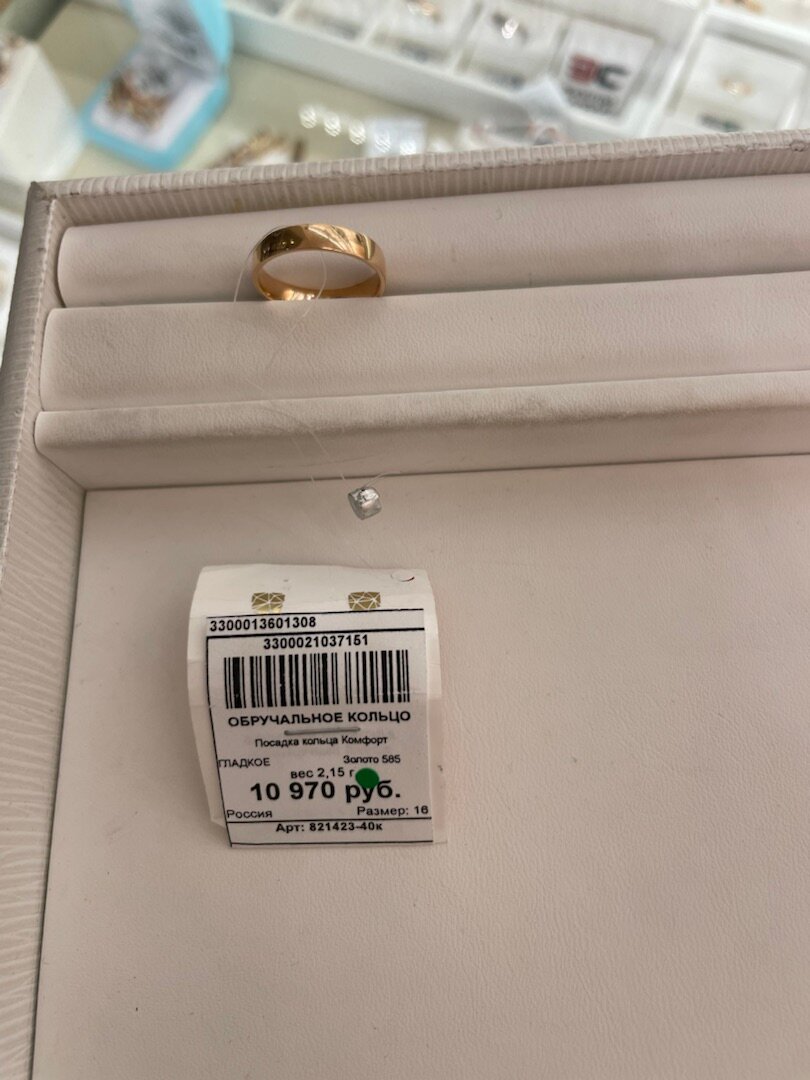 3300013601308
3300021037151
ОБРУЧАЛЬНОЕ КОЛЬЦО
Посадка кольца Комфорт
ГЛАДКОЕ Золото 585
вес 2,15 г
10 970 руб.
Россия Размер: 16
Арт: 821423-40к